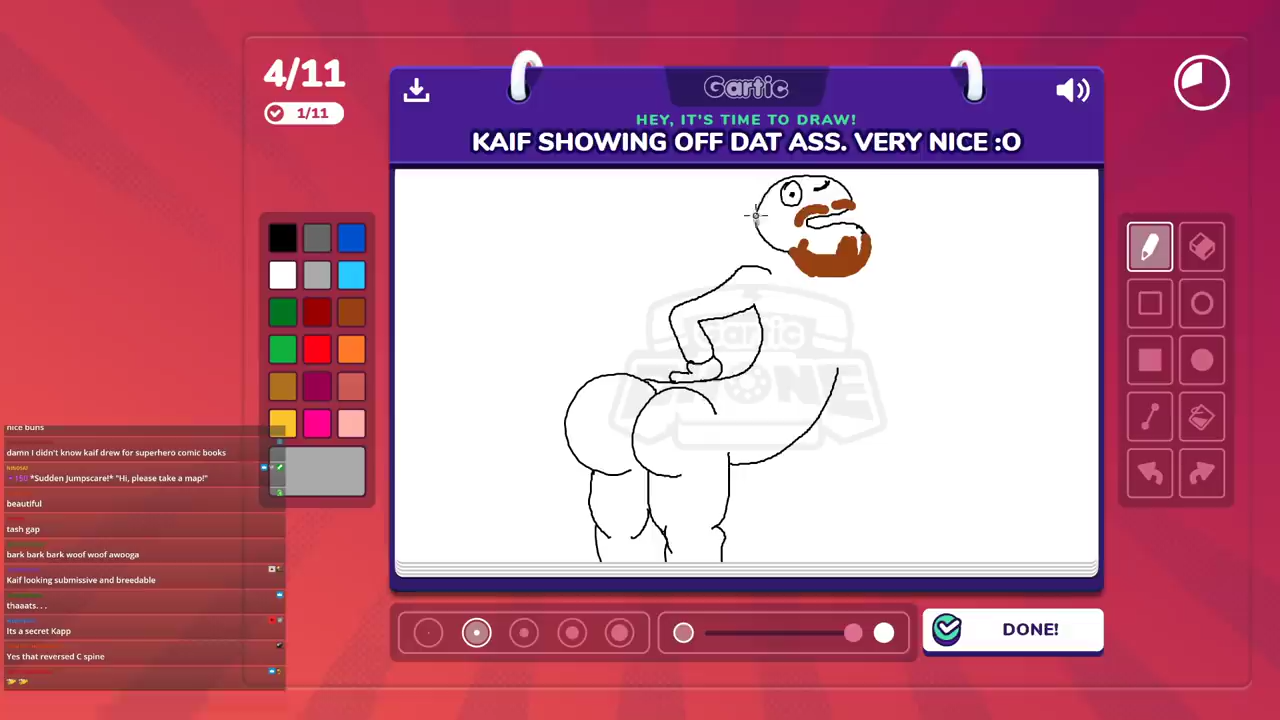 4/11
1/11
Gartic
HEY, IT'S TIME TO DRAW!
KAIF SHOWING OFF DAT ASS. VERY NICE :O
Gartic
PHONE
nice buns
damn I didn't know kaif drew for superhero comic books
- 150 *Sudden Jumpscare!* "Hi, please take a map!"
beautiful
tash gap
bark bark bark woof woof awooga
Kaif looking submissive and breedable
thaaats. . .
Its a secret Kapp
Yes that reversed C spine
DONE!